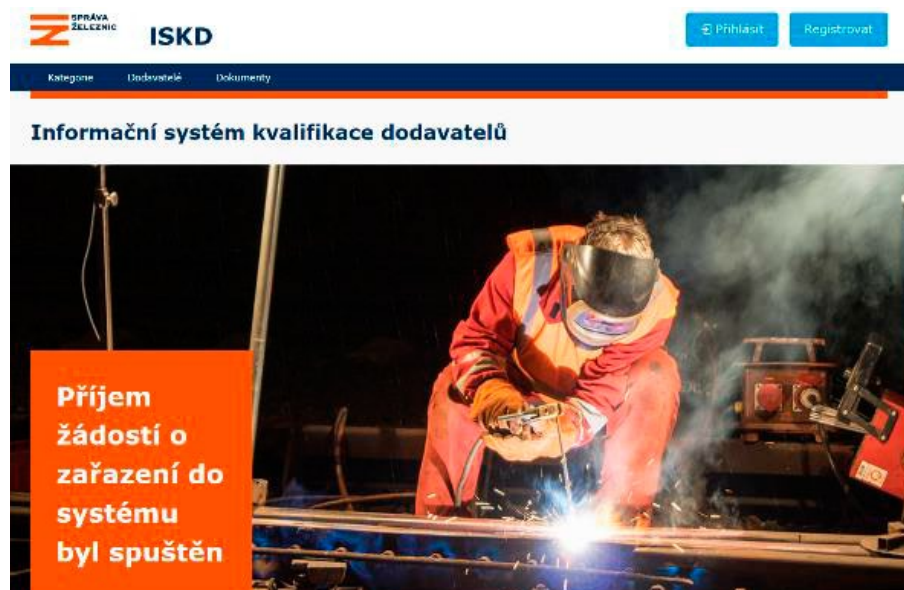 SPRÁVA
ŽELEZNIC
ISKD
Přihlásit
Registrovat
Kategorie
Dodavatelé
Dokumenty
Informační systém kvalifikace dodavatelů
Příjem
žádostí o
zařazení do
systému
byl spuštěn